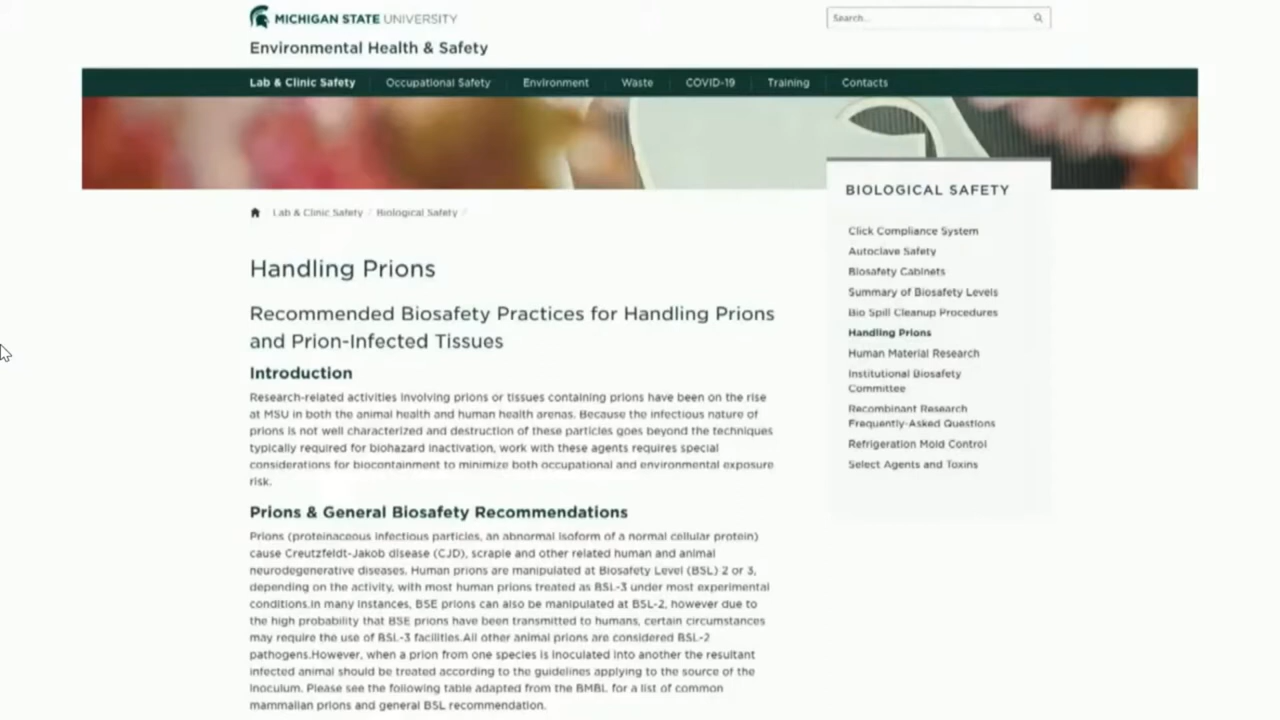 MICHIGAN STATE UNIVERSITY
Search...
Environmental Health & Safety
Lab & Clinic Safety Occupational Safety Environment Waste COVID-19 Training Contacts
Lab & Clinic Safety / Biological Safety /
Handling Prions
Recommended Biosafety Practices for Handling Prions
and Prion-Infected Tissues
Introduction
Research-related activities involving prions or tissues containing prions have been on the rise
at MSU in both the animal health and human health arenas. Because the infectious nature of
prions is not well characterized and destruction of these particles goes beyond the techniques
typically required for biohazard inactivation, work with these agents requires special
considerations for biocontainment to minimize both occupational and environmental exposure
risk.
Prions & General Biosafety Recommendations
Prions (proteinaceous infectious particles, an abnormal isoform of a normal cellular protein)
cause Creutzfeldt-Jakob disease (CJD), scrapie and other related human and animal
neurodegenerative diseases. Human prions are manipulated at Biosafety Level (BSL) 2 or 3,
depending on the activity, with most human prions treated as BSL-3 under most experimental
conditions.In many instances, BSE prions can also be manipulated at BSL-2, however due to
the high probability that BSE prions have been transmitted to humans, certain circumstances
may require the use of BSL-3 facilities.All other animal prions are considered BSL-2
pathogens.However, when a prion from one species is inoculated into another the resultant
infected animal should be treated according to the guidelines applying to the source of the
inoculum. Please see the following table adapted from the BMBL for a list of common
mammalian prions and general BSL recommendation.
BIOLOGICAL SAFETY
Click Compliance System
Autoclave Safety
Biosafety Cabinets
Summary of Biosafety Levels
Bio Spill Cleanup Procedures
Handling Prions
Human Material Research
Institutional Biosafety
Committee
Recombinant Research
Frequently-Asked Questions
Refrigeration Mold Control
Select Agents and Toxins